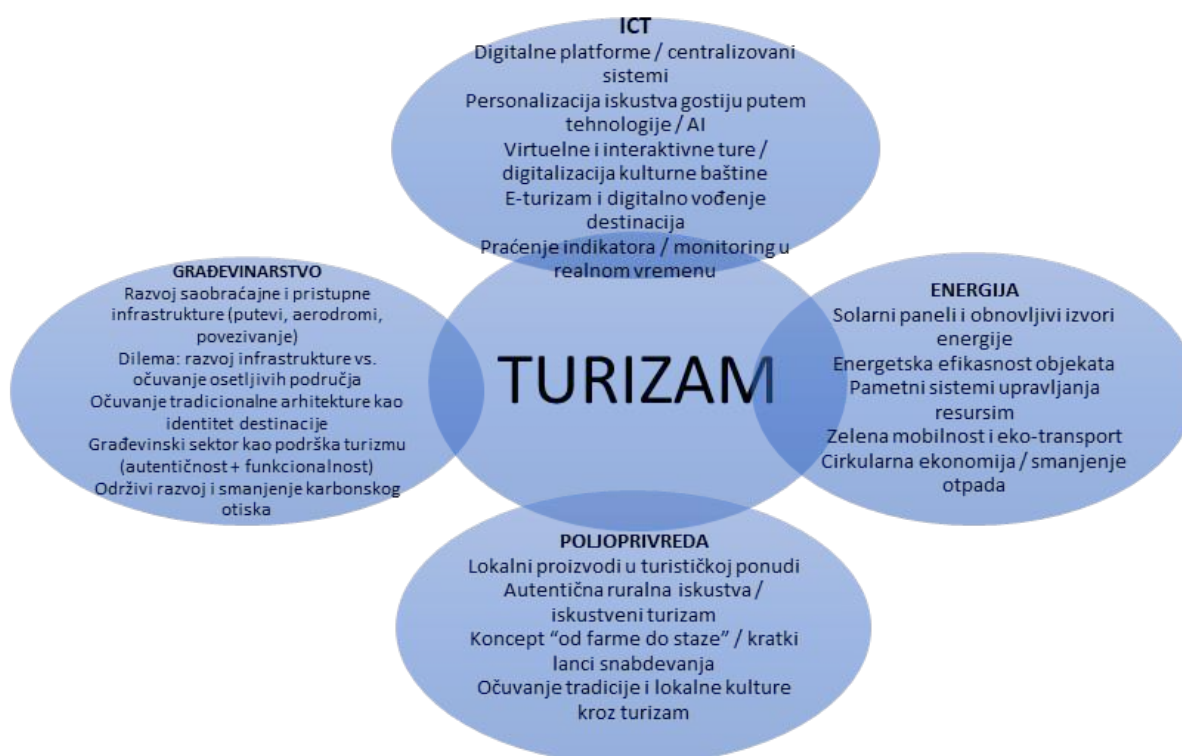 ICT
Digitalne platforme / centralizovani
sistemi
Personalizacija iskustva gostiju putem
tehnologije / AI
Virtuelne i interaktivne ture /
digitalizacija kulturne baštine
E-turizam i digitalno vođenje
destinacija
Praćenje indikatora / monitoring u
realnom vremenu
GRAĐEVINARSTVO
Razvoj saobraćajne i pristupne
infrastrukture (putevi, aerodromi,
povezivanje)
Dilema: razvoj infrastrukture vs.
očuvanje osetljivih područja
Očuvanje tradicionalne arhitekture kao
identitet destinacije
Građevinski sektor kao podrška turizmu
(autentičnost + funkcionalnost)
Održivi razvoj i smanjenje karbonskog
otiska
TURIZAM
ENERGIJA
Solarni paneli i obnovljivi izvori
energije
Energetska efikasnost objekata
Pametni sistemi upravljanja
resursim
Zelena mobilnost i eko-transport
Cirkularna ekonomija / smanjenje
otpada
POLJOPRIVREDA
Lokalni proizvodi u turističkoj ponudi
Autentična ruralna iskustva /
iskustveni turizam
Koncept “od farme do staze” / kratki
lanci snabdevanja
Očuvanje tradicije i lokalne kulture
kroz turizam